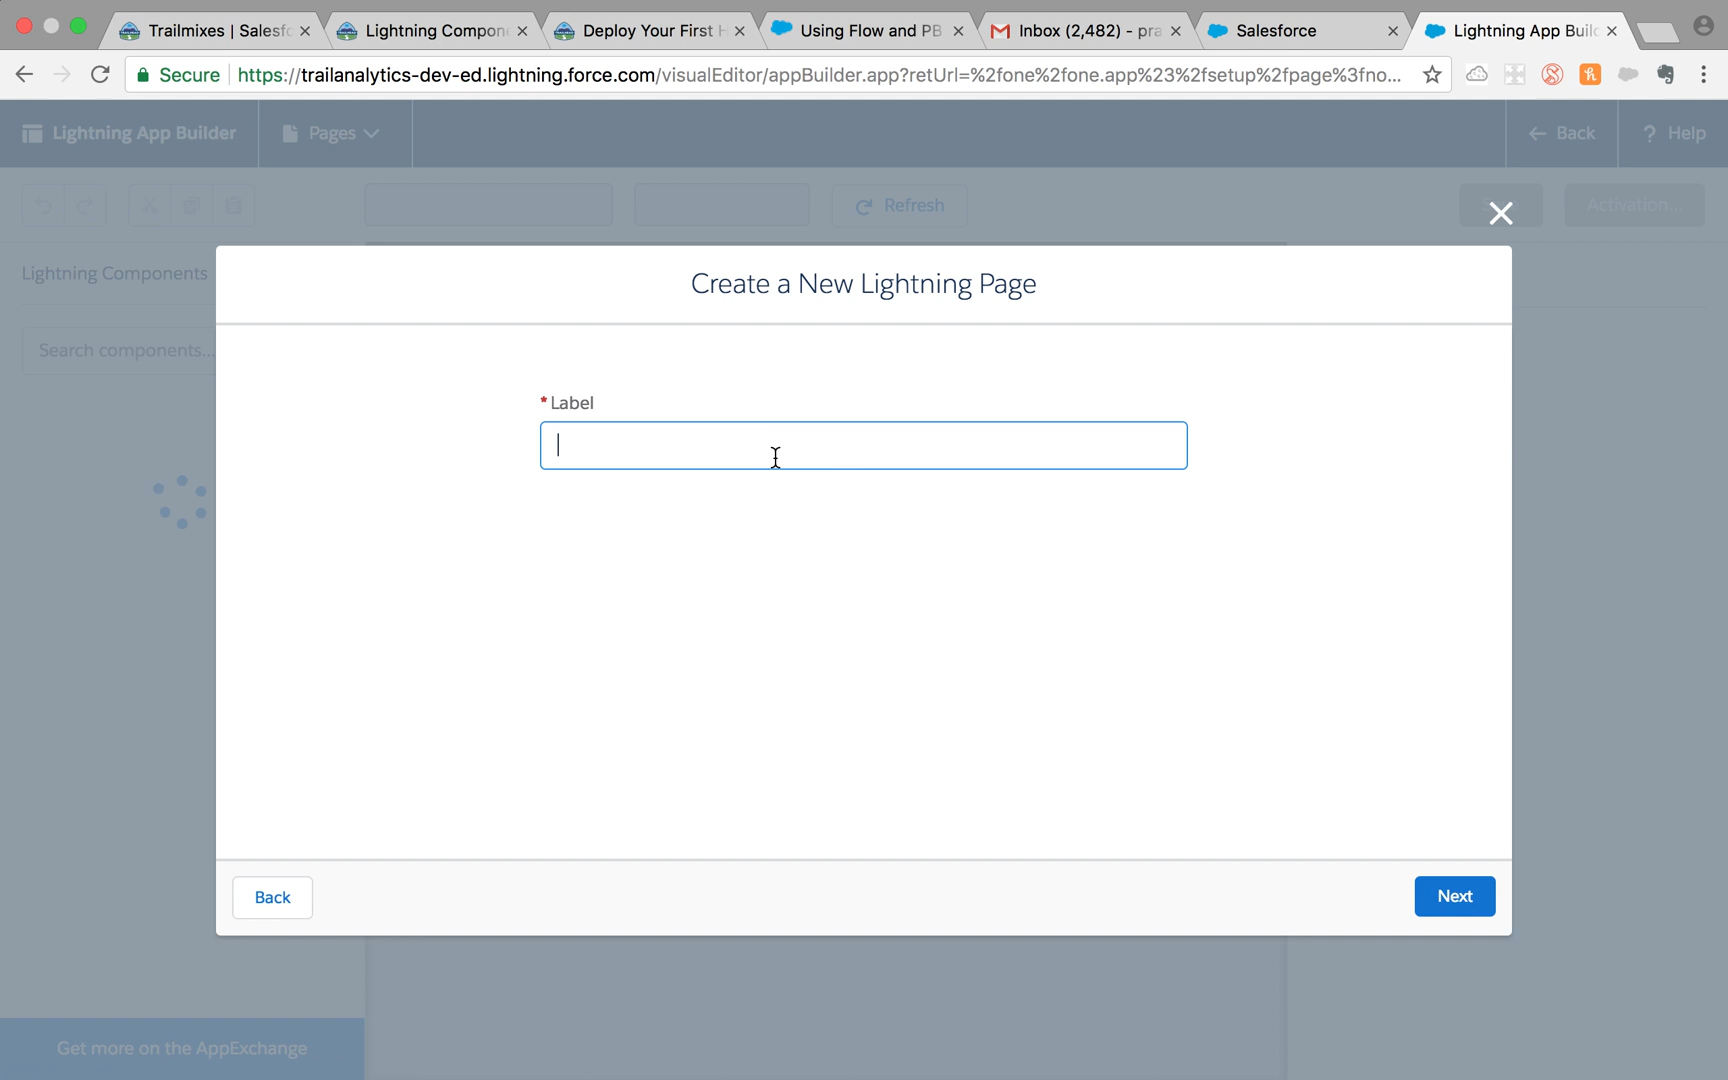 Trailmixes | Salesfo
Lightning Compon
Deploy Your First H
Using Flow and PB
Inbox (2,482) - pra
Salesforce
Lightning App Buil
Secure
https://trailanalytics-dev-ed.lightning.force.com/visualEditor/appBuilder.app?retUrl=%2fone%2fone.app%23%2fsetup%2fpage%3fno...
Lightning App Builder
Pages
Back
? Help
Refresh
Activation...
Lightning Components
Create a New Lightning Page
Search components...
* Label
Back
Next
Get more on the AppExchange